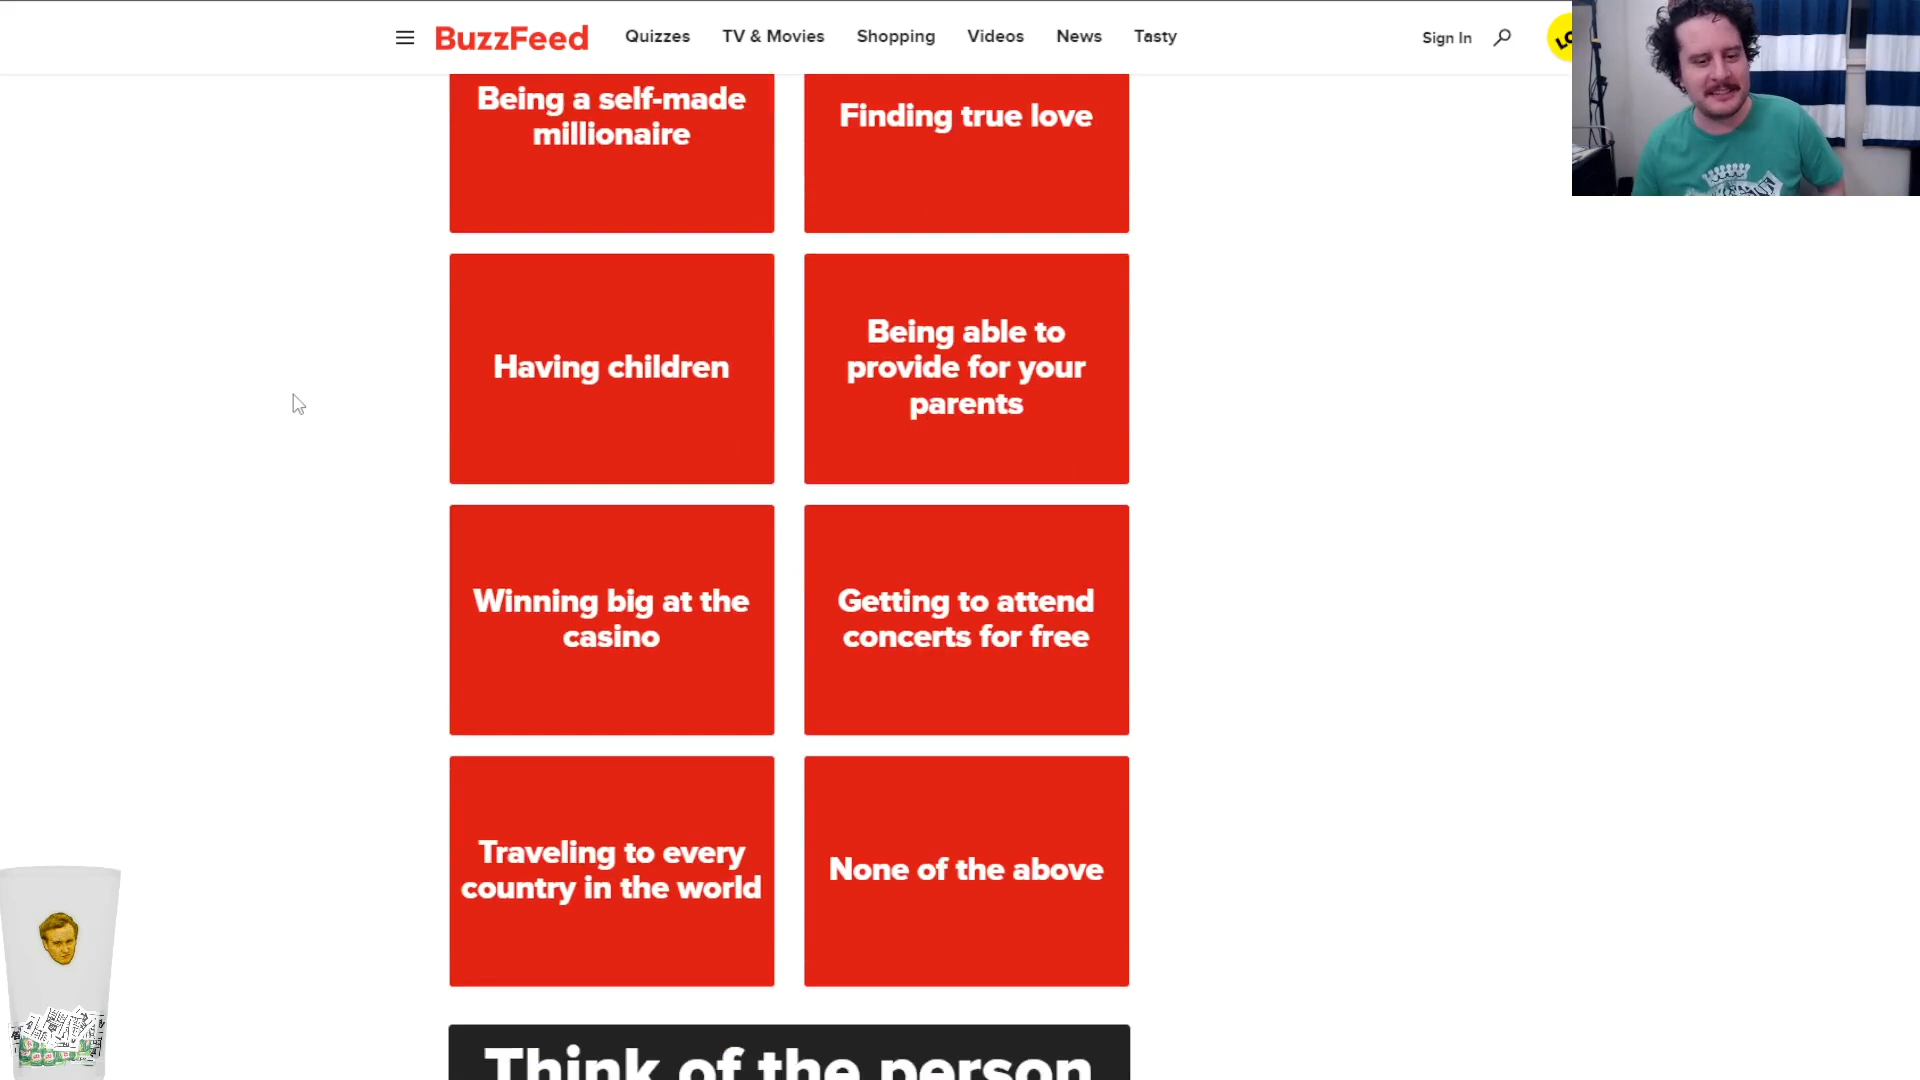 BuzzFeed
Quizzes
TV & Movies
Shopping
Videos
News
Tasty
Sign In
Being a self-made
millionaire
Finding true love
Having children
Being able to
provide for your
parents
Winning big at the
casino
Getting to attend
concerts for free
Traveling to every
country in the world
None of the above
Think of the person